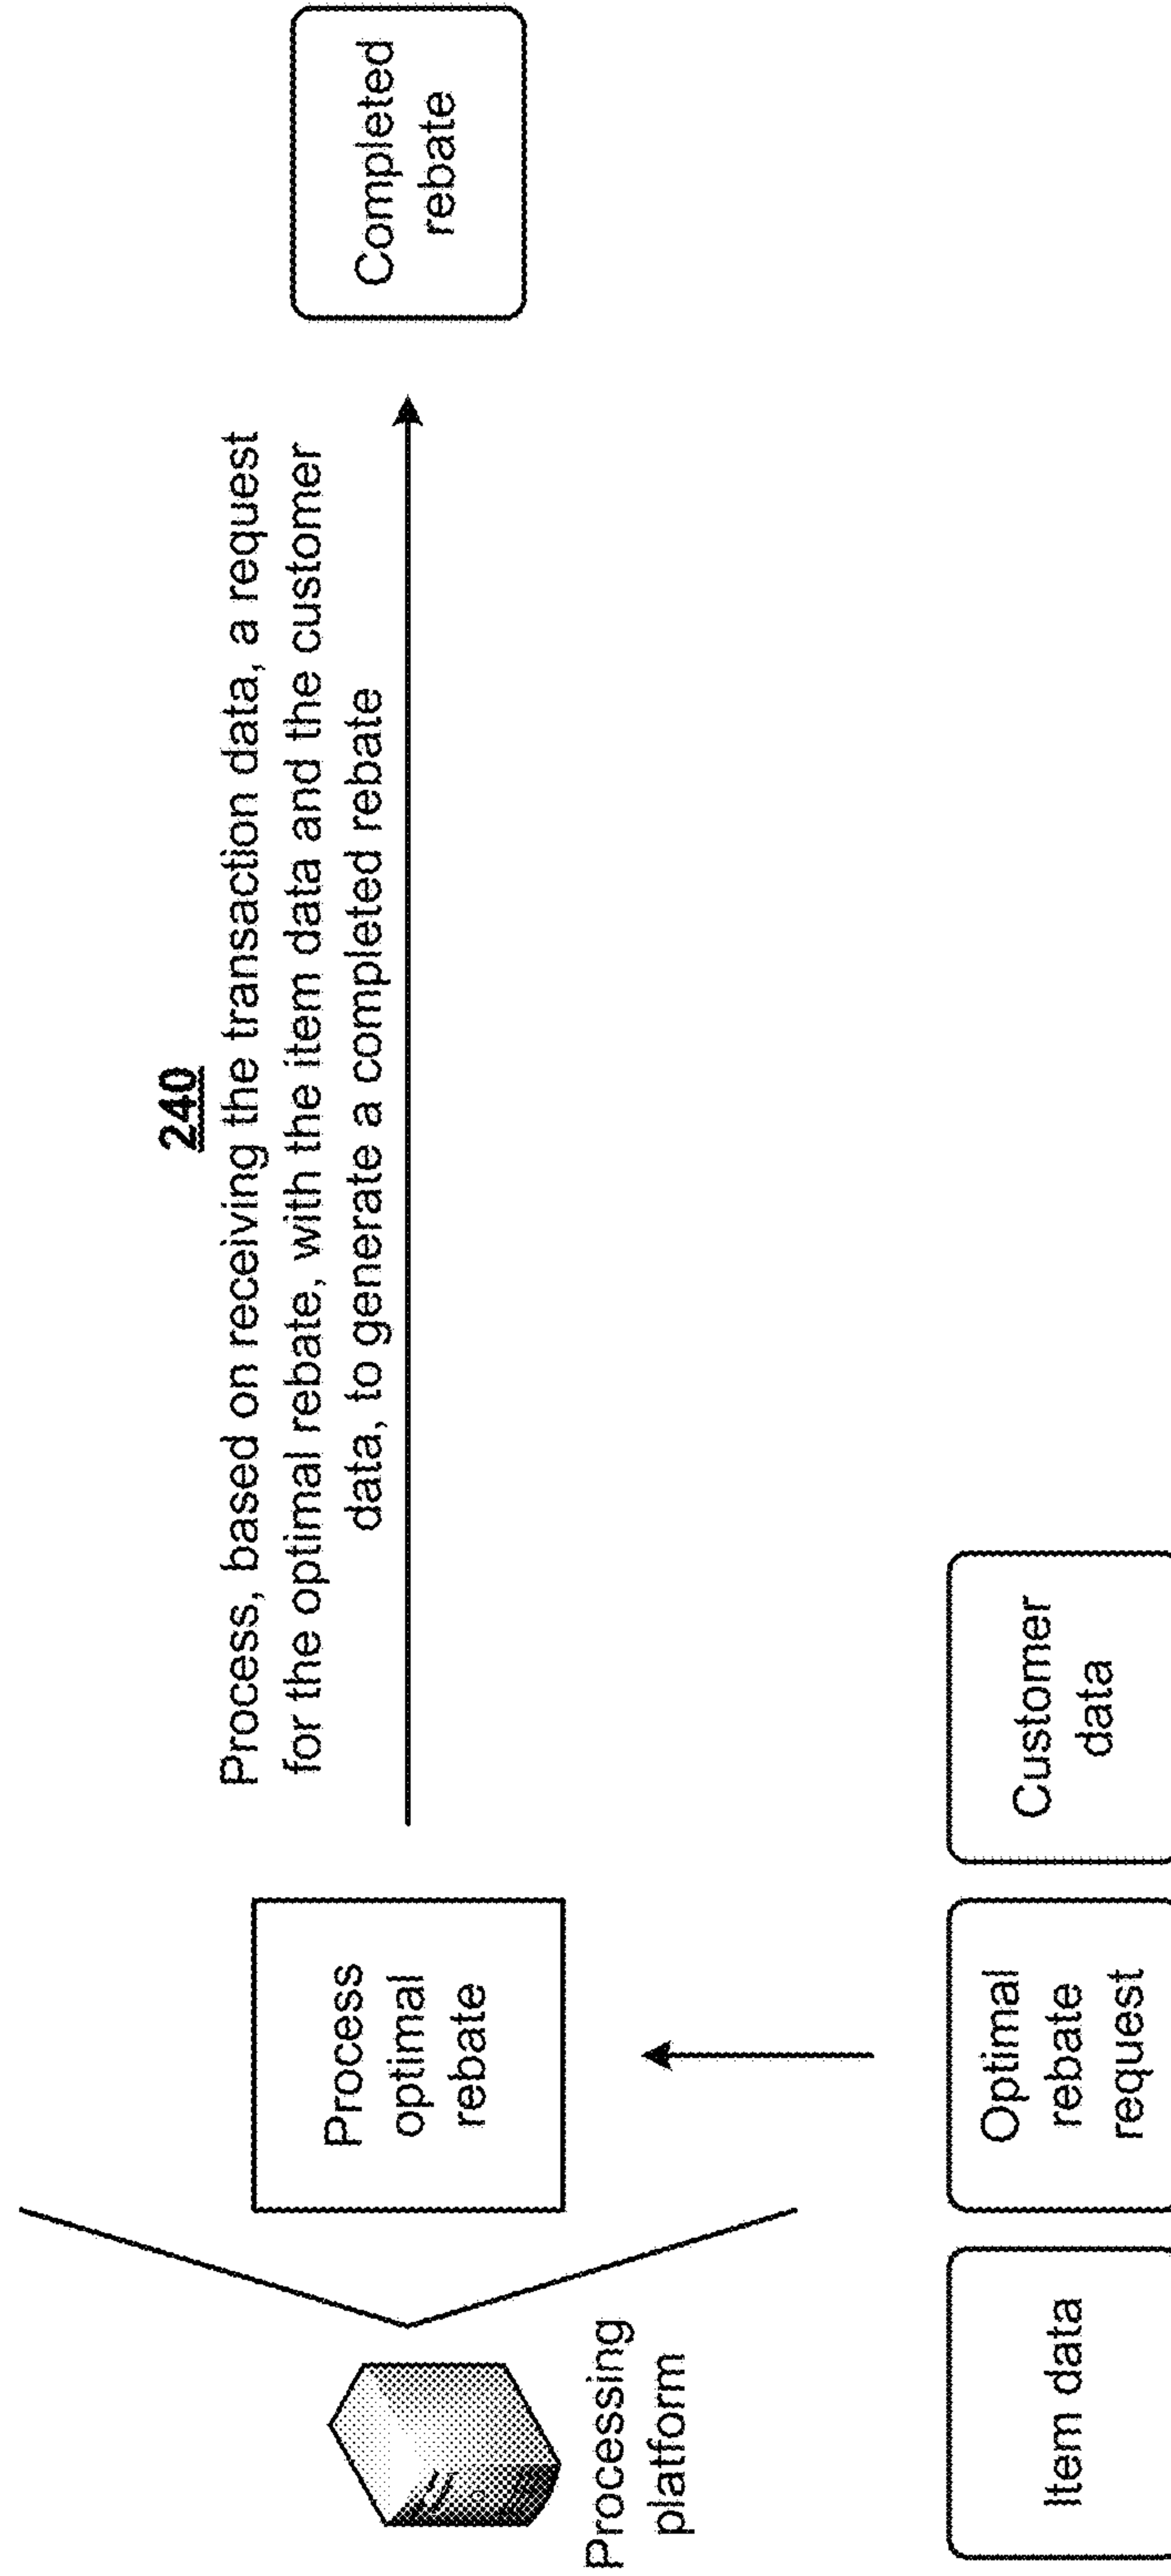 240
Process, based on receiving the transaction data, a request
for the optimal rebate, with the item data and the customer
data, to generate a completed rebate
Processing
platform
Process
optimal
rebate
Completed
rebate
Item data
Optimal
rebate
request
Customer
data